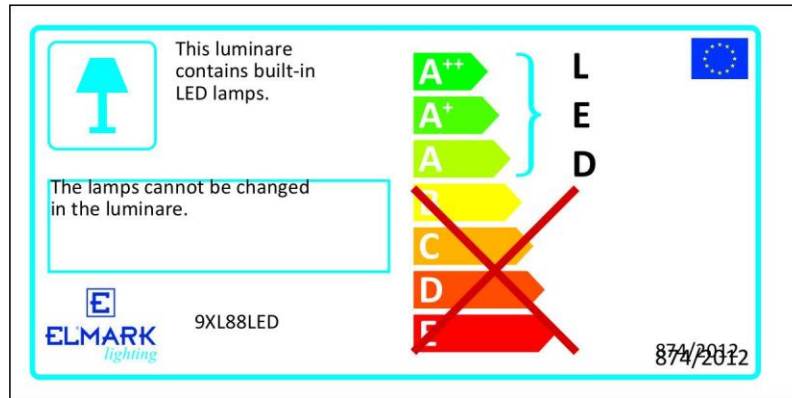 This luminare
contains built-in
LED lamps.
The lamps cannot be changed
in the luminare.
E
ELMARK
lighting
9XL88LED
A++
A+
A
B
C
D
E
L
E
D
874/2012
874/2012